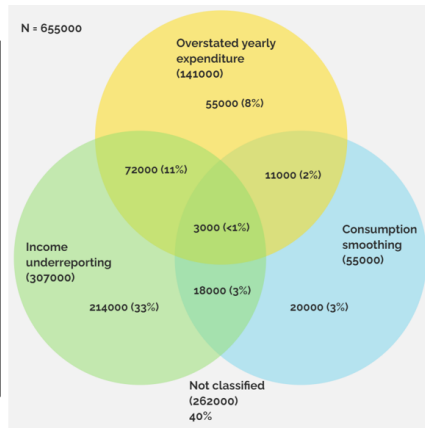 N = 655000
Overstated yearly
expenditure
(141000)
55000 (8%)
72000 (11%)
11000 (2%)
3000 (<1%)
Income
underreporting
(307000)
Consumption
smoothing
(55000)
18000 (3%)
214000 (33%)
20000 (3%)
Not classified
(262000)
40%